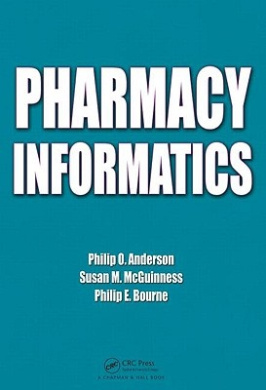 PHARMACY
INFORMATICS
Philip O. Anderson
Susan M. McGuinness
Philip E. Bourne
CRC Press
A CHAPMAN & HALL BOOK